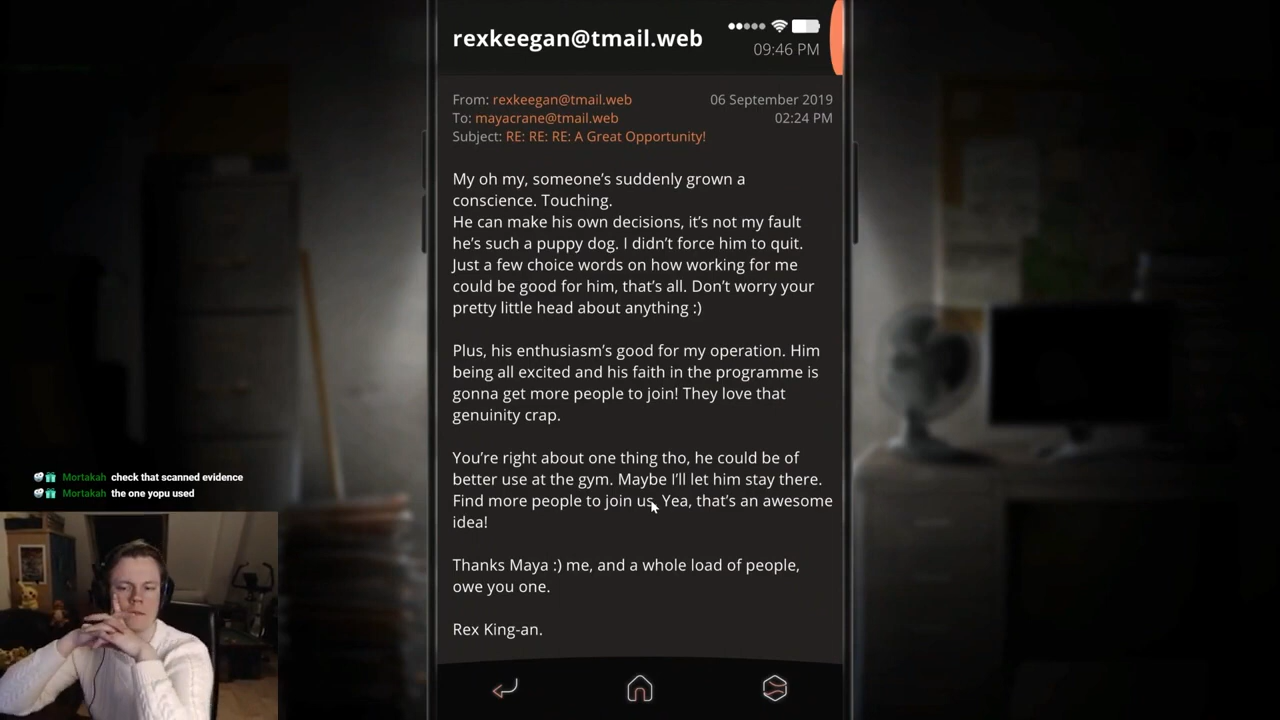 rexkeegan@tmail.web
09:46 PM
From: rexkeegan@tmail.web
06 September 2019
To: mayacrane@tmail.web
02:24 PM
Subject: RE: RE: RE: A Great Opportunity!
My oh my, someone's suddenly grown a
conscience. Touching.
He can make his own decisions, it's not my fault
he's such a puppy dog. I didn't force him to quit.
Just a few choice words on how working for me
could be good for him, that's all. Don't worry your
pretty little head about anything :)
Plus, his enthusiasm's good for my operation. Him
being all excited and his faith in the programme is
gonna get more people to join! They love that
genuinity crap.
You're right about one thing tho, he could be of
better use at the gym. Maybe I'll let him stay there.
Find more people to join us. Yea, that's an awesome
idea!
Thanks Maya :) me, and a whole load of people,
owe you one.
Rex King-an.
Mortakah check that scanned evidence
Mortakah the one yopu used